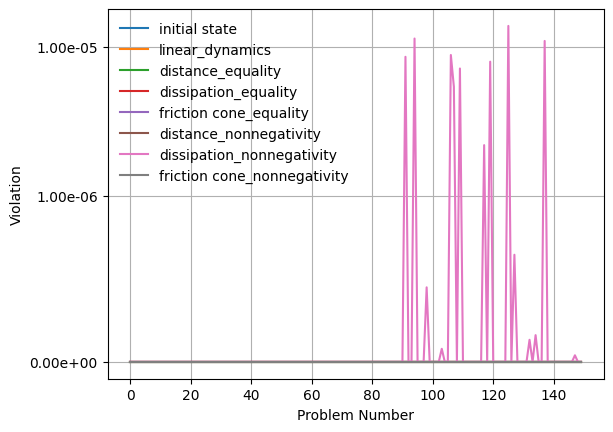 initial state
linear_dynamics
distance_equality
dissipation_equality
friction cone_equality
distance_nonnegativity
dissipation_nonnegativity
friction cone_nonnegativity
1.00e-05
1.00e-06
0.00e+00
Violation
0 20 40 60 80 100 120 140
Problem Number